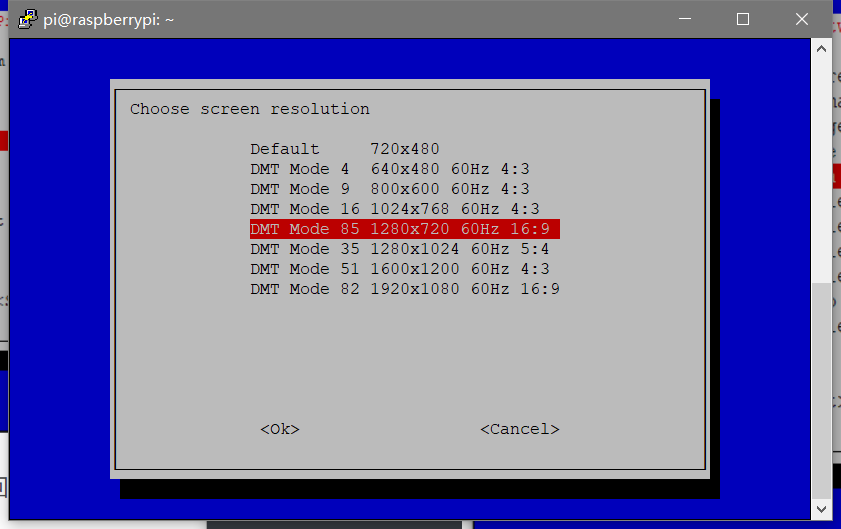 pi@raspberrypi: ~
Choose screen resolution
Default 720x480
DMT Mode 4 640x480 60Hz 4:3
DMT Mode 9 800x600 60Hz 4:3
DMT Mode 16 1024x768 60Hz 4:3
DMT Mode 85 1280x720 60Hz 16:9
DMT Mode 35 1280x1024 60Hz 5:4
DMT Mode 51 1600x1200 60Hz 4:3
DMT Mode 82 1920x1080 60Hz 16:9
<Ok> <Cancel>